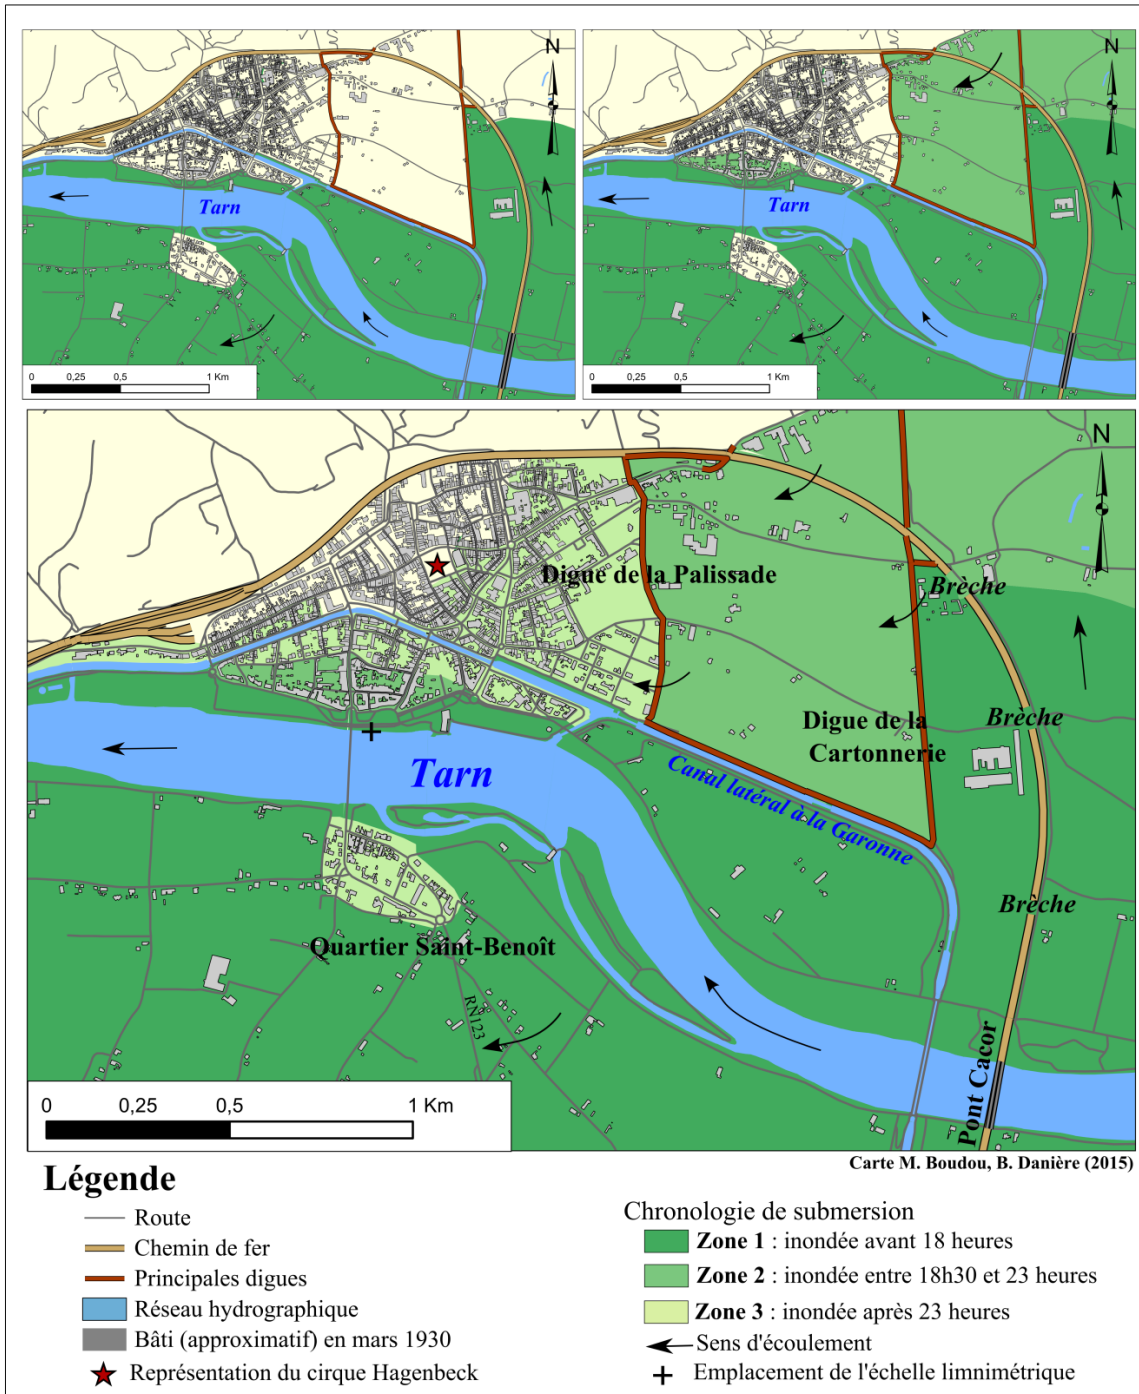 N
Tarn
0 0,25 0,5 1 Km
N
Tarn
0 0,25 0,5 1 Km
N
Digue de la Palissade
Brèche
Brèche
Digue de la
Cartonnerie
Tarn
Canal latéral à la Garonne
Brèche
Quartier Saint-Benoît
RN123
Pont Cacor
0 0,25 0,5 1 Km
Carte M. Boudou, B. Danière (2015)
Légende
Route
Chemin de fer
Principales digues
Réseau hydrographique
Bâti (approximatif) en mars 1930
Représentation du cirque Hagenbeck
Chronologie de submersion
Zone 1 : inondée avant 18 heures
Zone 2 : inondée entre 18h30 et 23 heures
Zone 3 : inondée après 23 heures
Sens d'écoulement
Emplacement de l'échelle limnimétrique